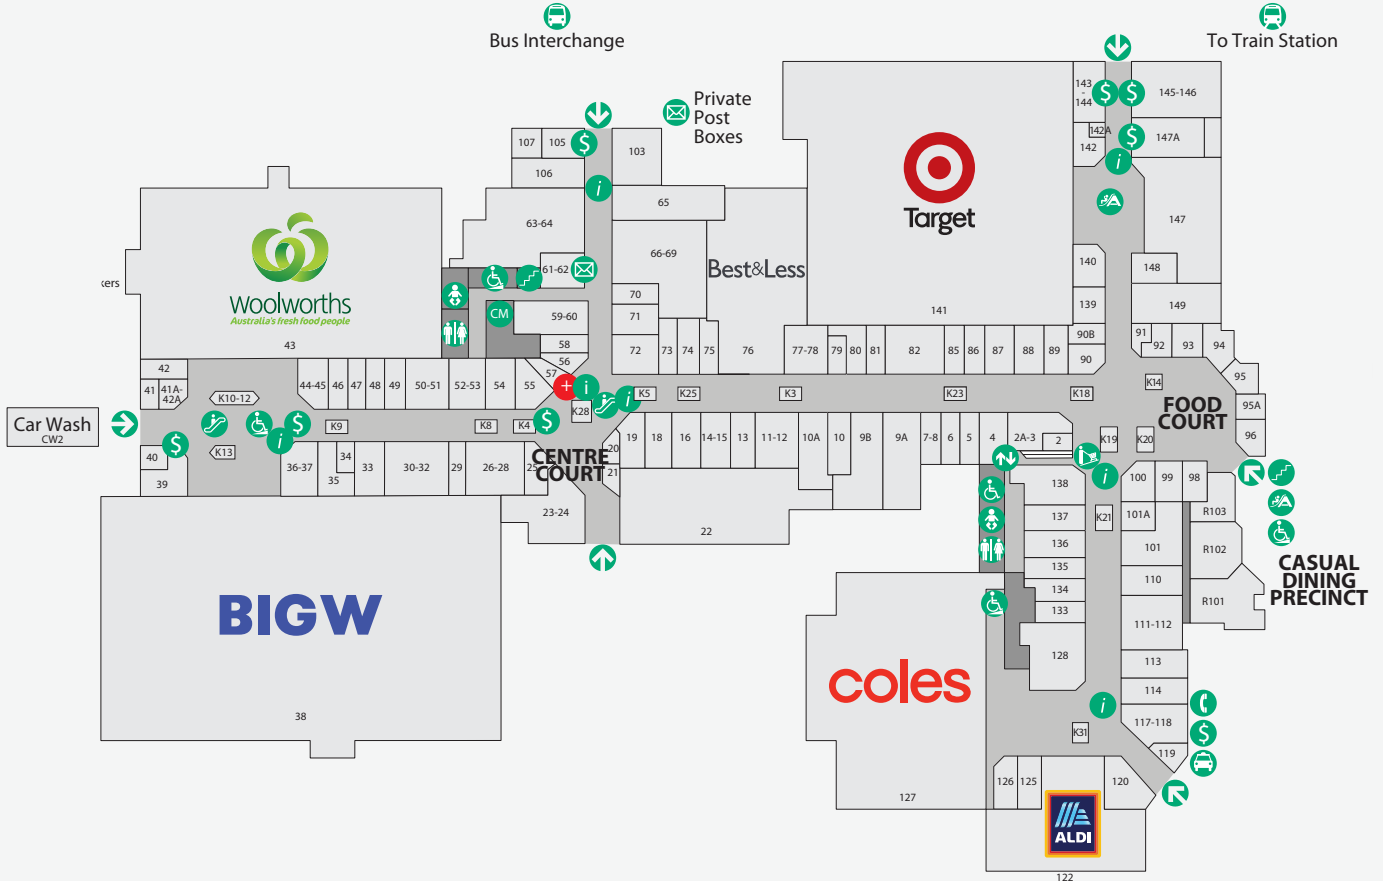 Bus Interchange
To Train Station
Private
Post
Boxes
143
-
144
$
$
145-146
142A
142
$
147A
i
107
105
$
103
106
i
65
63-64
66-69
61-62
Target
147
Best&Less
140
148
139
149
141
Woolworths
Australia's fresh food people
43
kers
CM
70
71
59-60
58
56
57
72
73
74
75
76
77-78
79
80
81
82
85
86
87
88
89
90B
90
91
92
93
94
95
95A
96
42
41
41A-
42A
44-45
46
47
48
49
50-51
52-53
54
55
K10-12
i
K5
K25
K3
K23
K18
K14
K28
i
Car Wash
CW2
$
K9
K8
K4
$
FOOD
COURT
K13
i
$
40
39
36-37
34
35
33
30-32
29
26-28
25
CENTRE
COURT
23-24
20
21
19
18
16
14-15
13
11-12
10A
10
9B
9A
7-8
6
5
4
2A-3
2
K19
K20
i
22
138
137
136
135
134
133
128
K21
100
99
98
101A
101
110
111-112
113
114
117-118
119
R103
R102
R101
CASUAL
DINING
PRECINCT
BIGW
38
coles
127
i
K31
$
126
125
120
ALDI
122